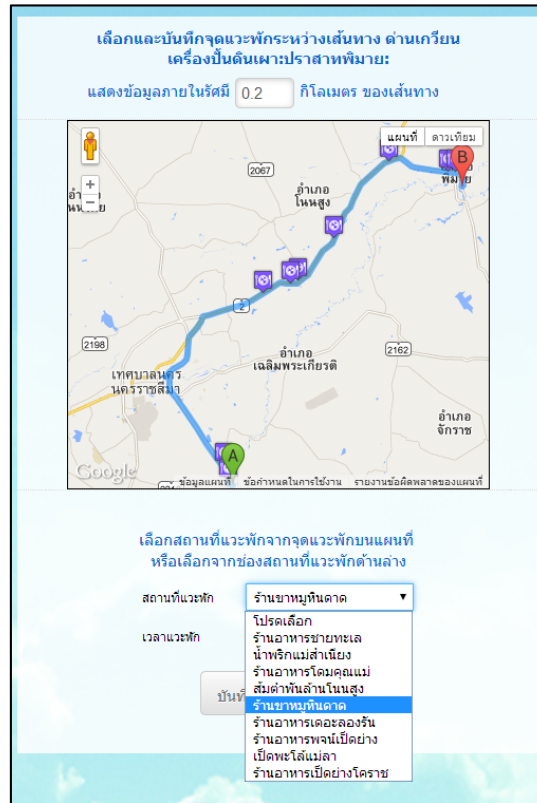 เลือกและบันทึกจุดแวะพักระหว่างเส้นทาง ด่านเกวียน
เครื่องปั้นดินเผา:ปราสาทพิมาย:
แสดงข้อมูลภายในรัศมี 0.2 กิโลเมตร ของเส้นทาง
แผนที่ ดาวเทียม
B
2067
พิมาย
อำเภอ
โนนสูง
2
2198
อำเภอ
เฉลิมพระเกียรติ
2162
เทศบาลนคร
นครราชสีมา
อำเภอ
จักราช
A
Google
ข้อมูลแผนที่ ข้อกำหนดในการใช้งาน รายงานข้อผิดพลาดของแผนที่
เลือกสถานที่แวะพักจากจุดแวะพักบนแผนที่
หรือเลือกจากช่องสถานที่แวะพักด้านล่าง
สถานที่แวะพัก ร้านขาหมูหินดาด
เวลาแวะพัก
โปรดเลือก
ร้านอาหารชายทะเล
น้ำพริกแม่สำเนียง
ร้านอาหารโดมคุณแม่
ส้มตำพันล้านโนนสูง
ร้านขาหมูหินดาด
ร้านอาหารเดอะลองรัน
ร้านอาหารพจน์เป็ดย่าง
เป็ดพะโล้แม่ลา
ร้านอาหารเป็ดย่างโคราช